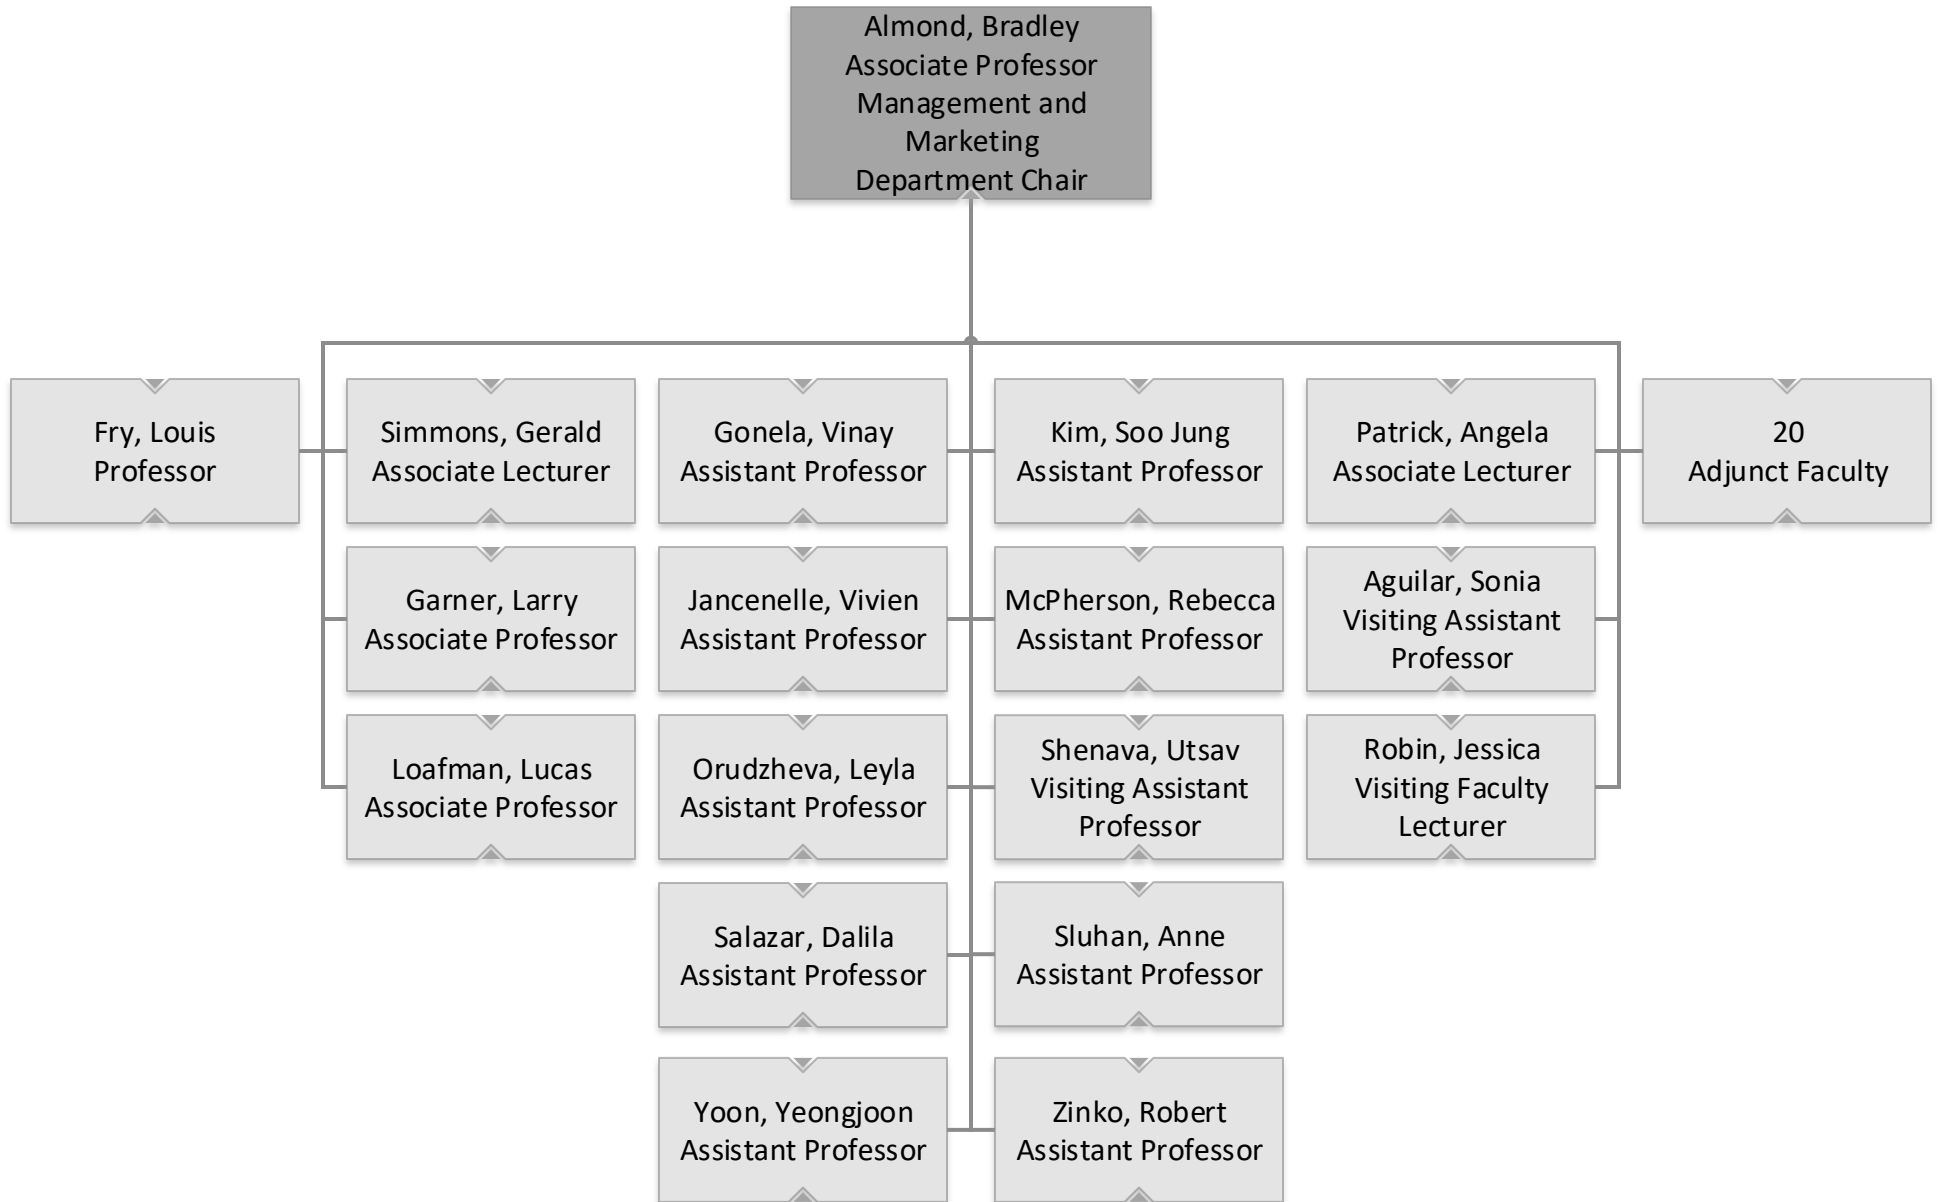 Almond, Bradley
Associate Professor
Management and
Marketing
Department Chair
Fry, Louis
Professor
Simmons, Gerald
Associate Lecturer
Gonela, Vinay
Assistant Professor
Kim, Soo Jung
Assistant Professor
Patrick, Angela
Associate Lecturer
20
Adjunct Faculty
Garner, Larry
Associate Professor
Jancenelle, Vivien
Assistant Professor
McPherson, Rebecca
Assistant Professor
Aguilar, Sonia
Visiting Assistant
Professor
Loafman, Lucas
Associate Professor
Orudzheva, Leyla
Assistant Professor
Shenava, Utsav
Visiting Assistant
Professor
Robin, Jessica
Visiting Faculty
Lecturer
Salazar, Dalila
Assistant Professor
Sluhan, Anne
Assistant Professor
Yoon, Yeongjoon
Assistant Professor
Zinko, Robert
Assistant Professor